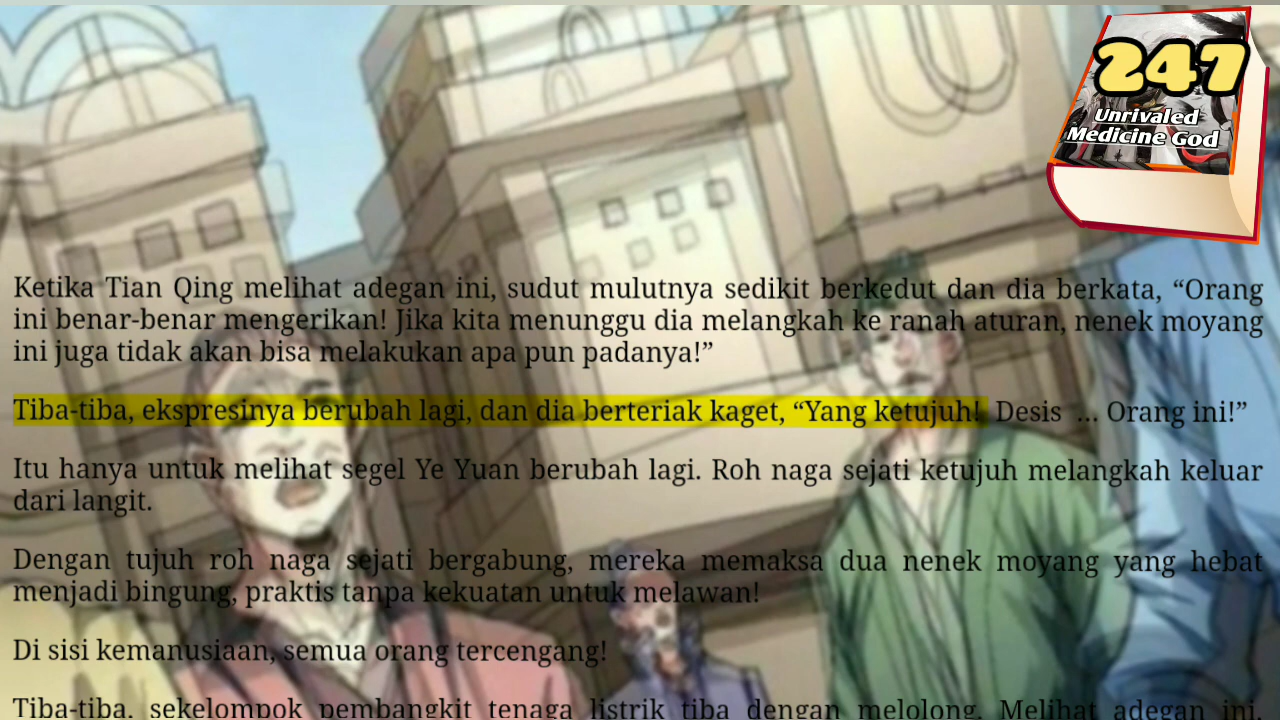 247
Unrivaled
Medicine God
Ketika Tian Qing melihat adegan ini, sudut mulutnya sedikit berkedut dan dia berkata, “Orang
ini benar-benar mengerikan! Jika kita menunggu dia melangkah ke ranah aturan, nenek moyang
ini juga tidak akan bisa melakukan apa pun padanya!”
Tiba-tiba, ekspresinya berubah lagi, dan dia berteriak kaget, “Yang ketujuh! Desis … Orang ini!”
Itu hanya untuk melihat segel Ye Yuan berubah lagi. Roh naga sejati ketujuh melangkah keluar
dari langit.
Dengan tujuh roh naga sejati bergabung, mereka memaksa dua nenek moyang yang hebat
menjadi bingung, praktis tanpa kekuatan untuk melawan!
Di sisi kemanusiaan, semua orang tercengang!
Tiba-tiba, sekelompok pembangkit tenaga listrik tiba dengan melolong. Melihat adegan ini,